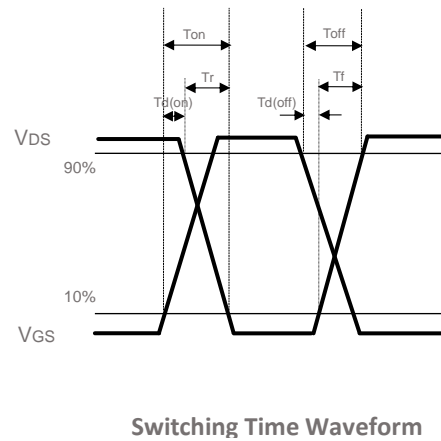 Ton Toff
Tr Tf
Td(on) Td(off)
VDS
90%
10%
VGS
Switching Time Waveform